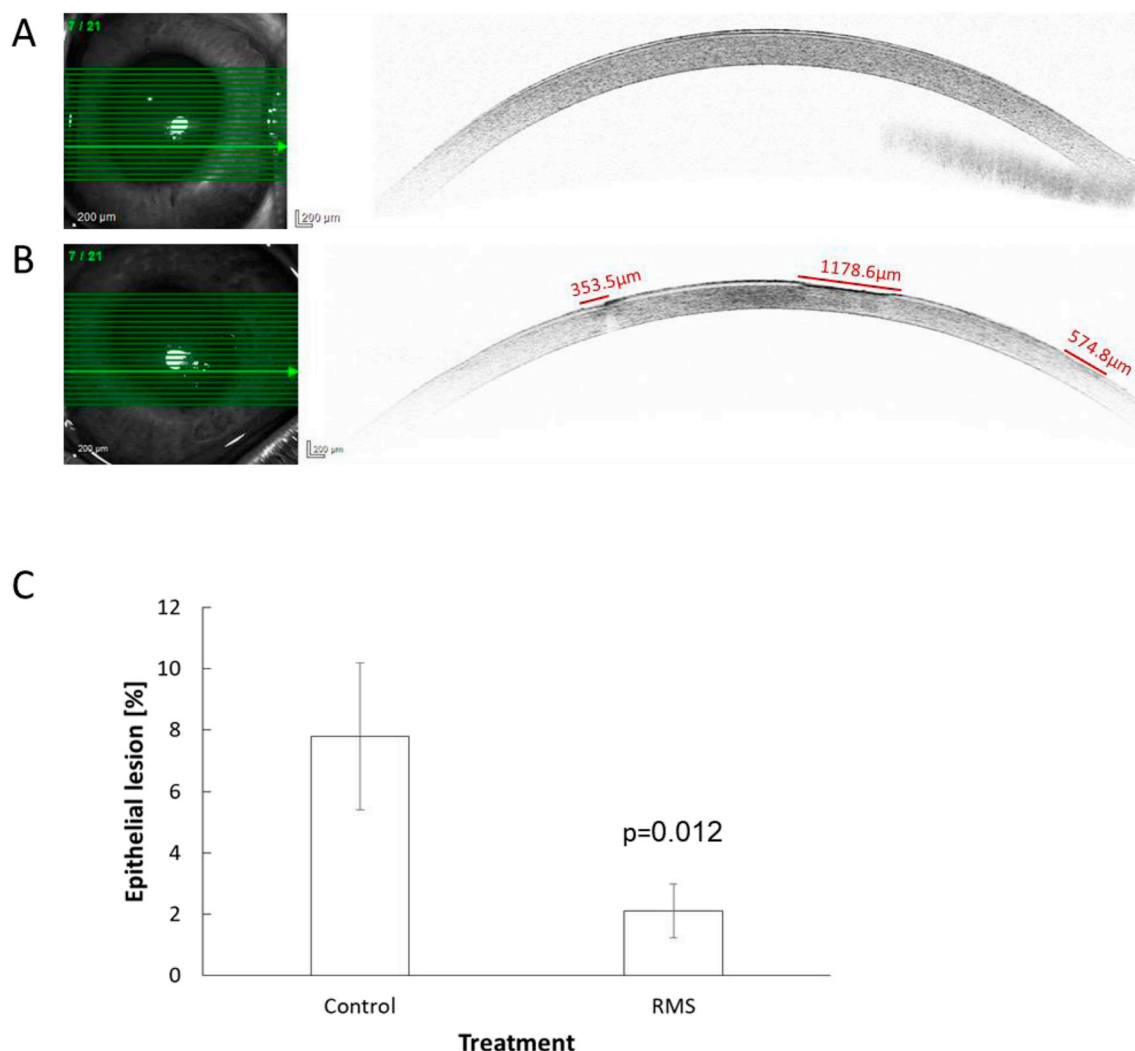 A
7 / 21
200 µm
200 µm
B
7 / 21
200 µm
200 µm
353.5µm
1178.6µm
574.8µm
C
Epithelial lesion [%]
12
10
8
6
4
2
0
p=0.012
Control
RMS
Treatment